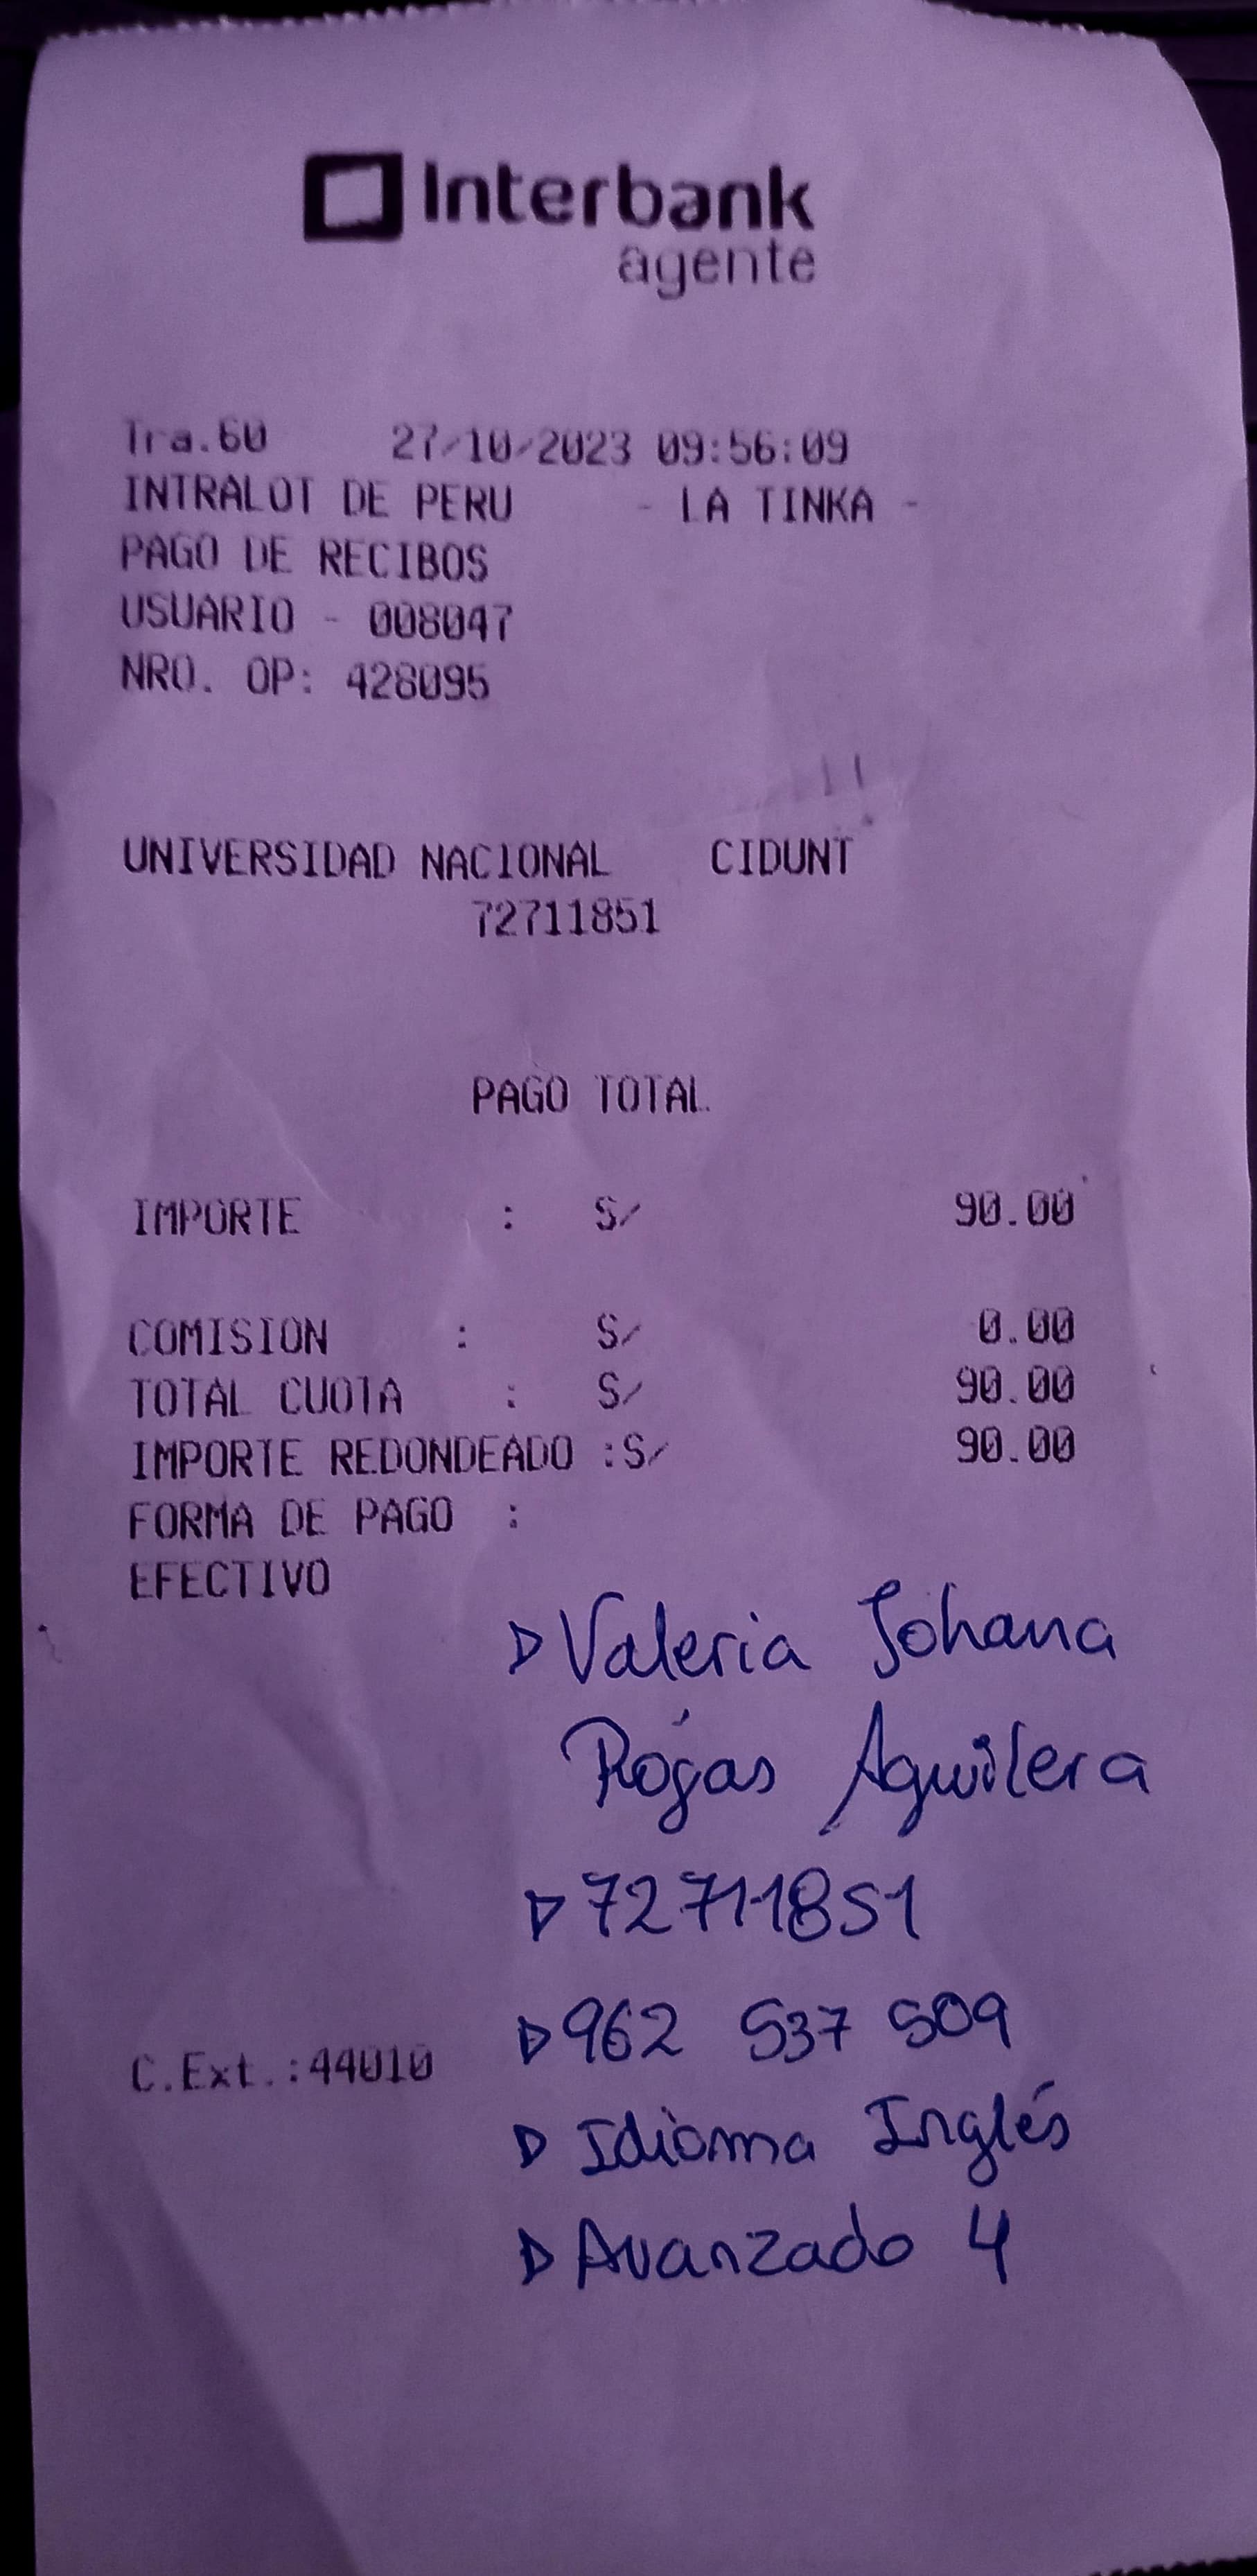 Interbank
agente
Tra.60 27/10/2023 09:56:09
INTRALOT DE PERU - LA TINKA -
PAGO DE RECIBOS
USUARIO - 008047
NRO. OP: 428095
UNIVERSIDAD NACIONAL CIDUNT
72711851
PAGO TOTAL
IMPORTE : S/ 90.00
COMISION : S/ 0.00
TOTAL CUOTA : S/ 90.00
IMPORTE REDONDEADO :S/ 90.00
FORMA DE PAGO :
EFECTIVO
Valeria Johana
Rojas Aguilera
72711851
962 537 509
C.Ext.:44010
Idioma Inglés
Avanzado 4